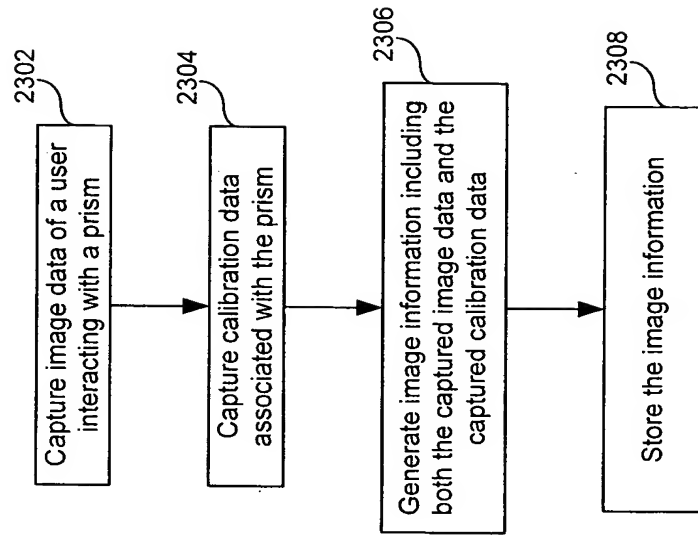 2302
Capture image data of a user
interacting with a prism
2304
Capture calibration data
associated with the prism
2306
Generate image information including
both the captured image data and the
captured calibration data
2308
Store the image information